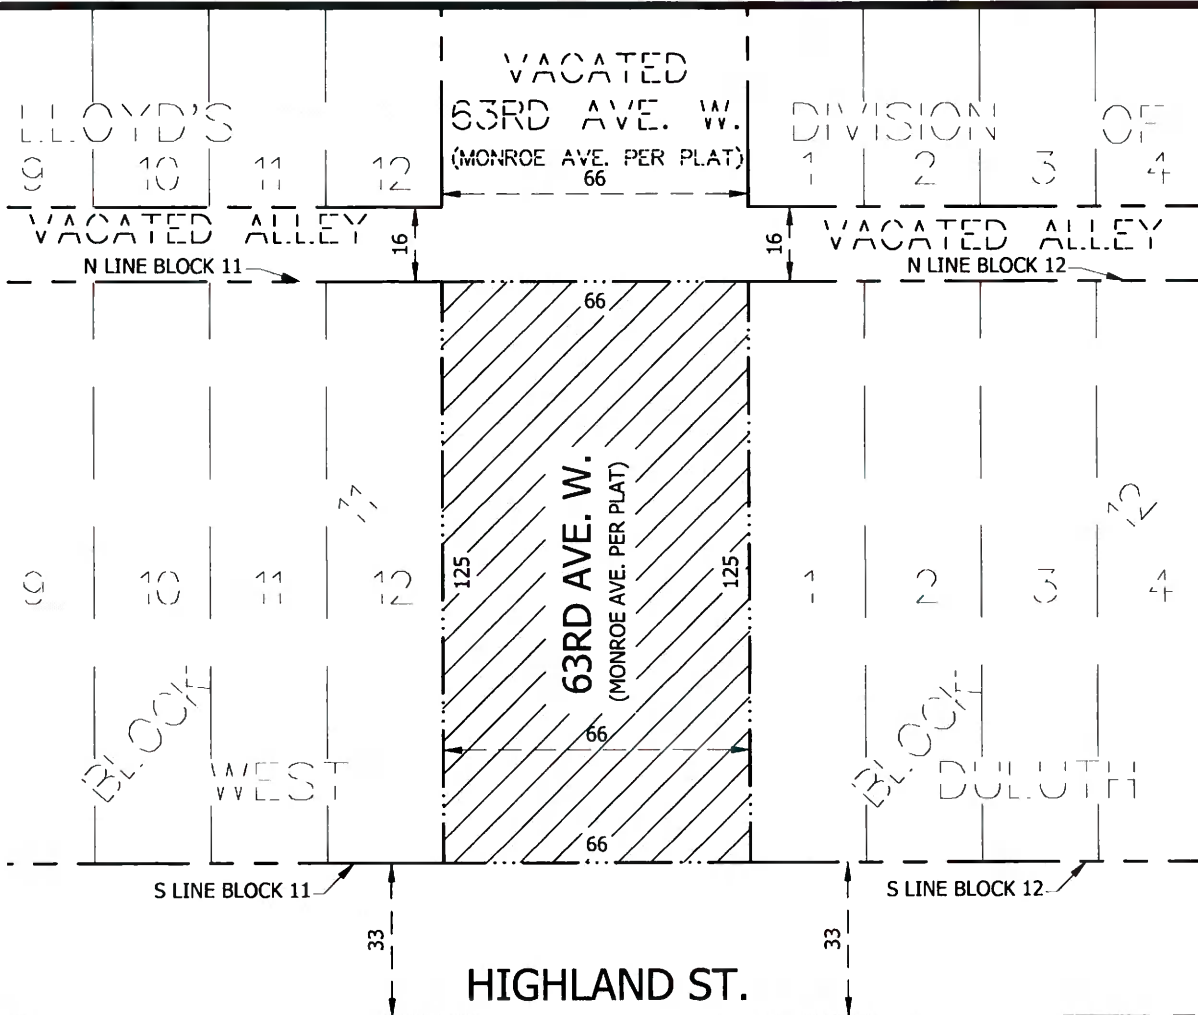 VACATED
63RD AVE. W.
(MONROE AVE. PER PLAT)
66
LLOYD'S DIVISION OF
9 10 11 12 1 2 3 4
VACATED ALLEY
16
16
VACATED ALLEY
N LINE BLOCK 11
N LINE BLOCK 12
66
63RD AVE. W.
(MONROE AVE. PER PLAT)
125
125
11
12
9 10 11 12 1 2 3 4
BLOCK
BLOCK
66
WEST DULUTH
66
S LINE BLOCK 11
S LINE BLOCK 12
33
33
HIGHLAND ST.